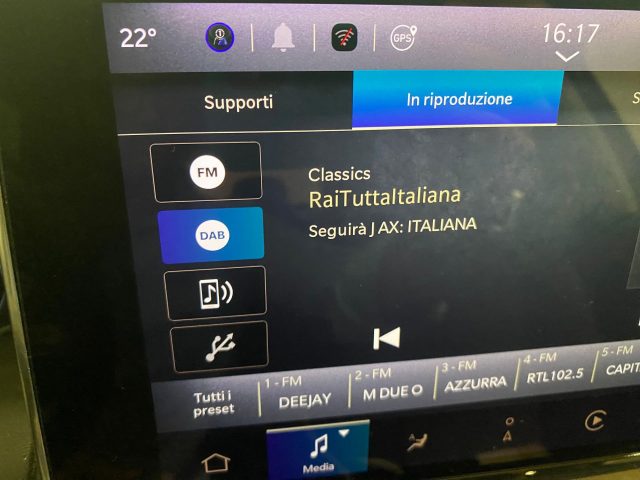 22°
GPS
16:17
Supporti
In riproduzione
FM
Classics
RaiTuttaItaliana
DAB
Seguirà J AX: ITALIANA
Tutti i
preset
1 - FM
DEEJAY
2 - FM
M DUE O
3 - FM
AZZURRA
4 - FM
RTL102.5
5 - FM
Media